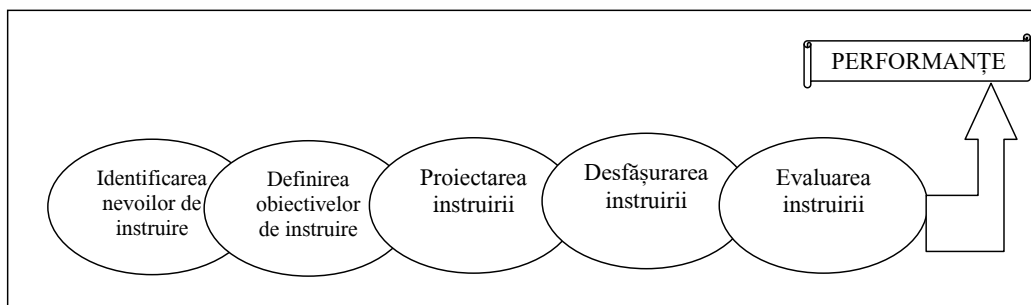 PERFORMANȚE
Identificarea
nevoilor de
instruire
Definirea
obiectivelor
de instruire
Proiectarea
instruirii
Desfășurarea
instruirii
Evaluarea
instruirii